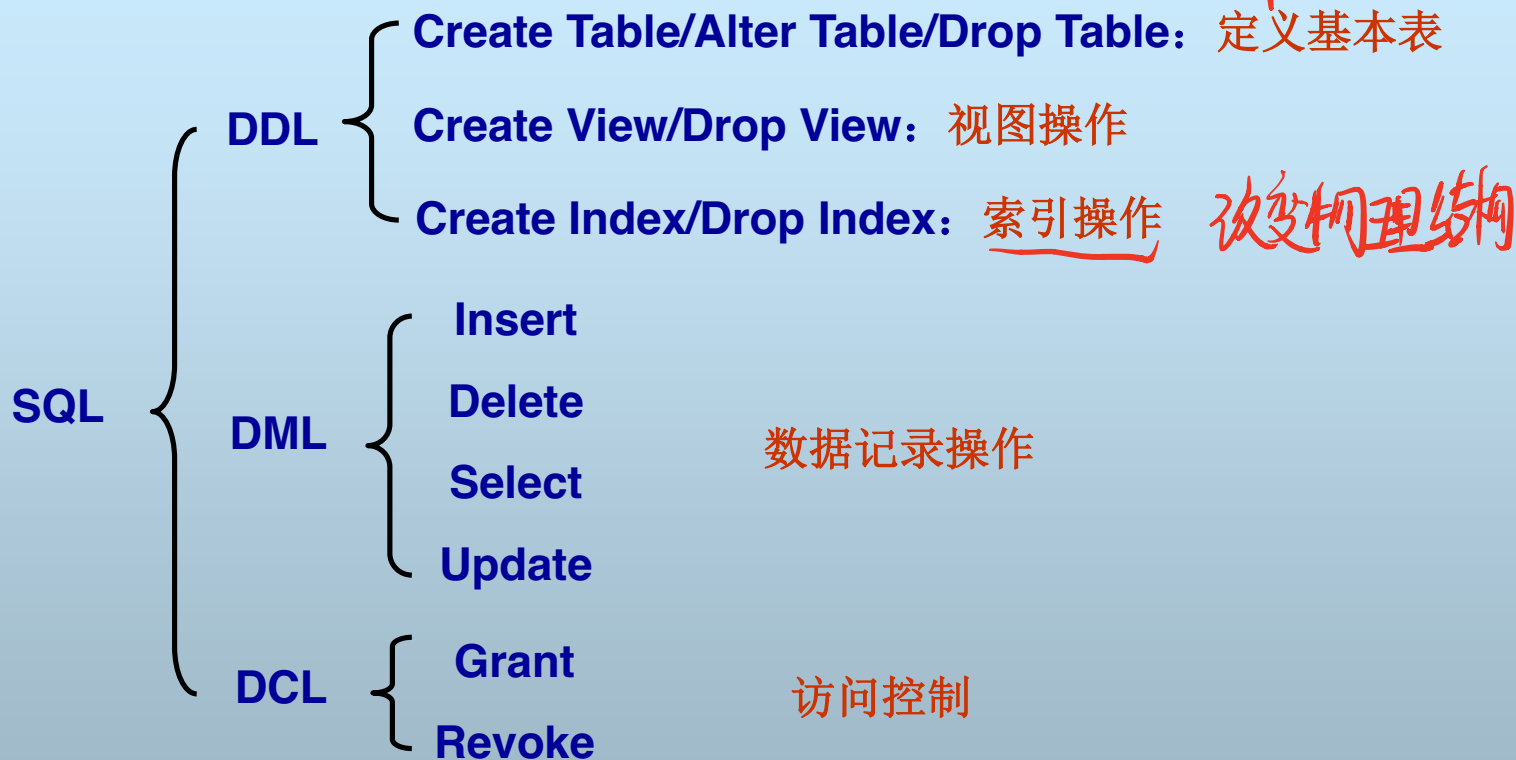 Create Table/Alter Table/Drop Table：定义基本表
DDL
Create View/Drop View：视图操作
Create Index/Drop Index：索引操作 改变物理结构
Insert
Delete
SQL
DML
数据记录操作
Select
Update
Grant
DCL
访问控制
Revoke